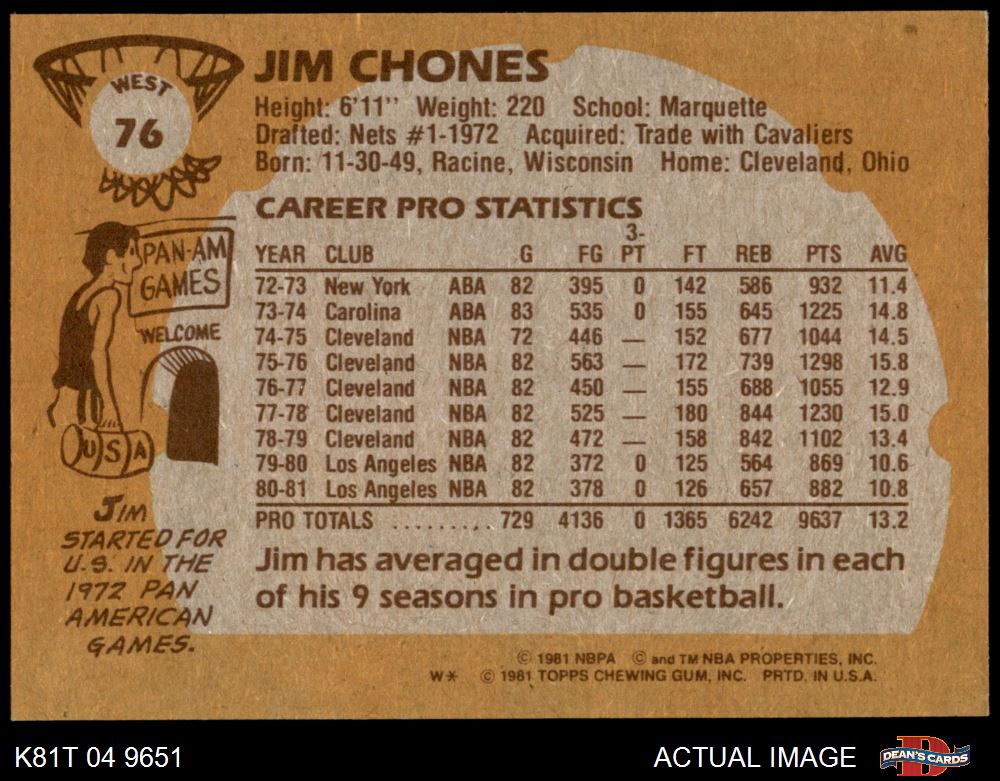 WEST
76
JIM CHONES
Height: 6'11'' Weight: 220 School: Marquette
Drafted: Nets #1-1972 Acquired: Trade with Cavaliers
Born: 11-30-49, Racine, Wisconsin Home: Cleveland, Ohio
CAREER PRO STATISTICS
YEAR CLUB G FG 3-PT FT REB PTS AVG
72-73 New York ABA 82 395 0 142 586 932 11.4
73-74 Carolina ABA 83 535 0 155 645 1225 14.8
74-75 Cleveland NBA 72 446 — 152 677 1044 14.5
75-76 Cleveland NBA 82 563 — 172 739 1298 15.8
76-77 Cleveland NBA 82 450 — 155 688 1055 12.9
77-78 Cleveland NBA 82 525 — 180 844 1230 15.0
78-79 Cleveland NBA 82 472 — 158 842 1102 13.4
79-80 Los Angeles NBA 82 372 0 125 564 869 10.6
80-81 Los Angeles NBA 82 378 0 126 657 882 10.8
PRO TOTALS .......... 729 4136 0 1365 6242 9637 13.2
Jim has averaged in double figures in each
of his 9 seasons in pro basketball.
PAN-AM
GAMES
WELCOME
USA
JIM
STARTED FOR
U.S. IN THE
1972 PAN
AMERICAN
GAMES.
© 1981 NBPA © and TM NBA PROPERTIES, INC.
W* © 1981 TOPPS CHEWING GUM, INC. PRTD. IN U.S.A.
K81T 04 9651
ACTUAL IMAGE
D
DEAN'S CARDS